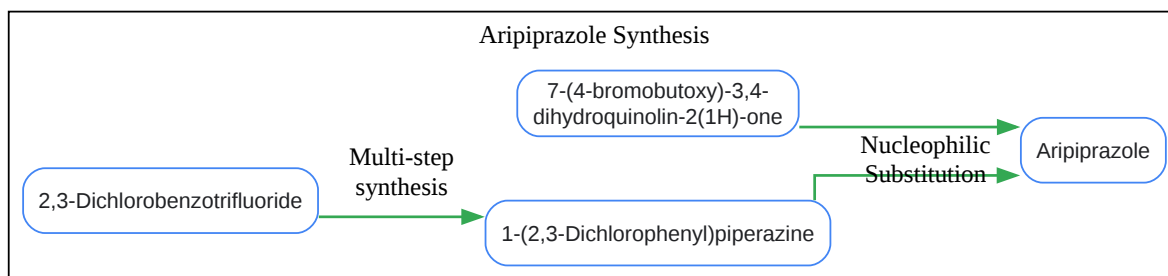 Aripiprazole Synthesis
7-(4-bromobutoxy)-3,4-
dihydroquinolin-2(1H)-one
Nucleophilic
Substitution
Aripiprazole
Multi-step
synthesis
2,3-Dichlorobenzotrifluoride
1-(2,3-Dichlorophenyl)piperazine